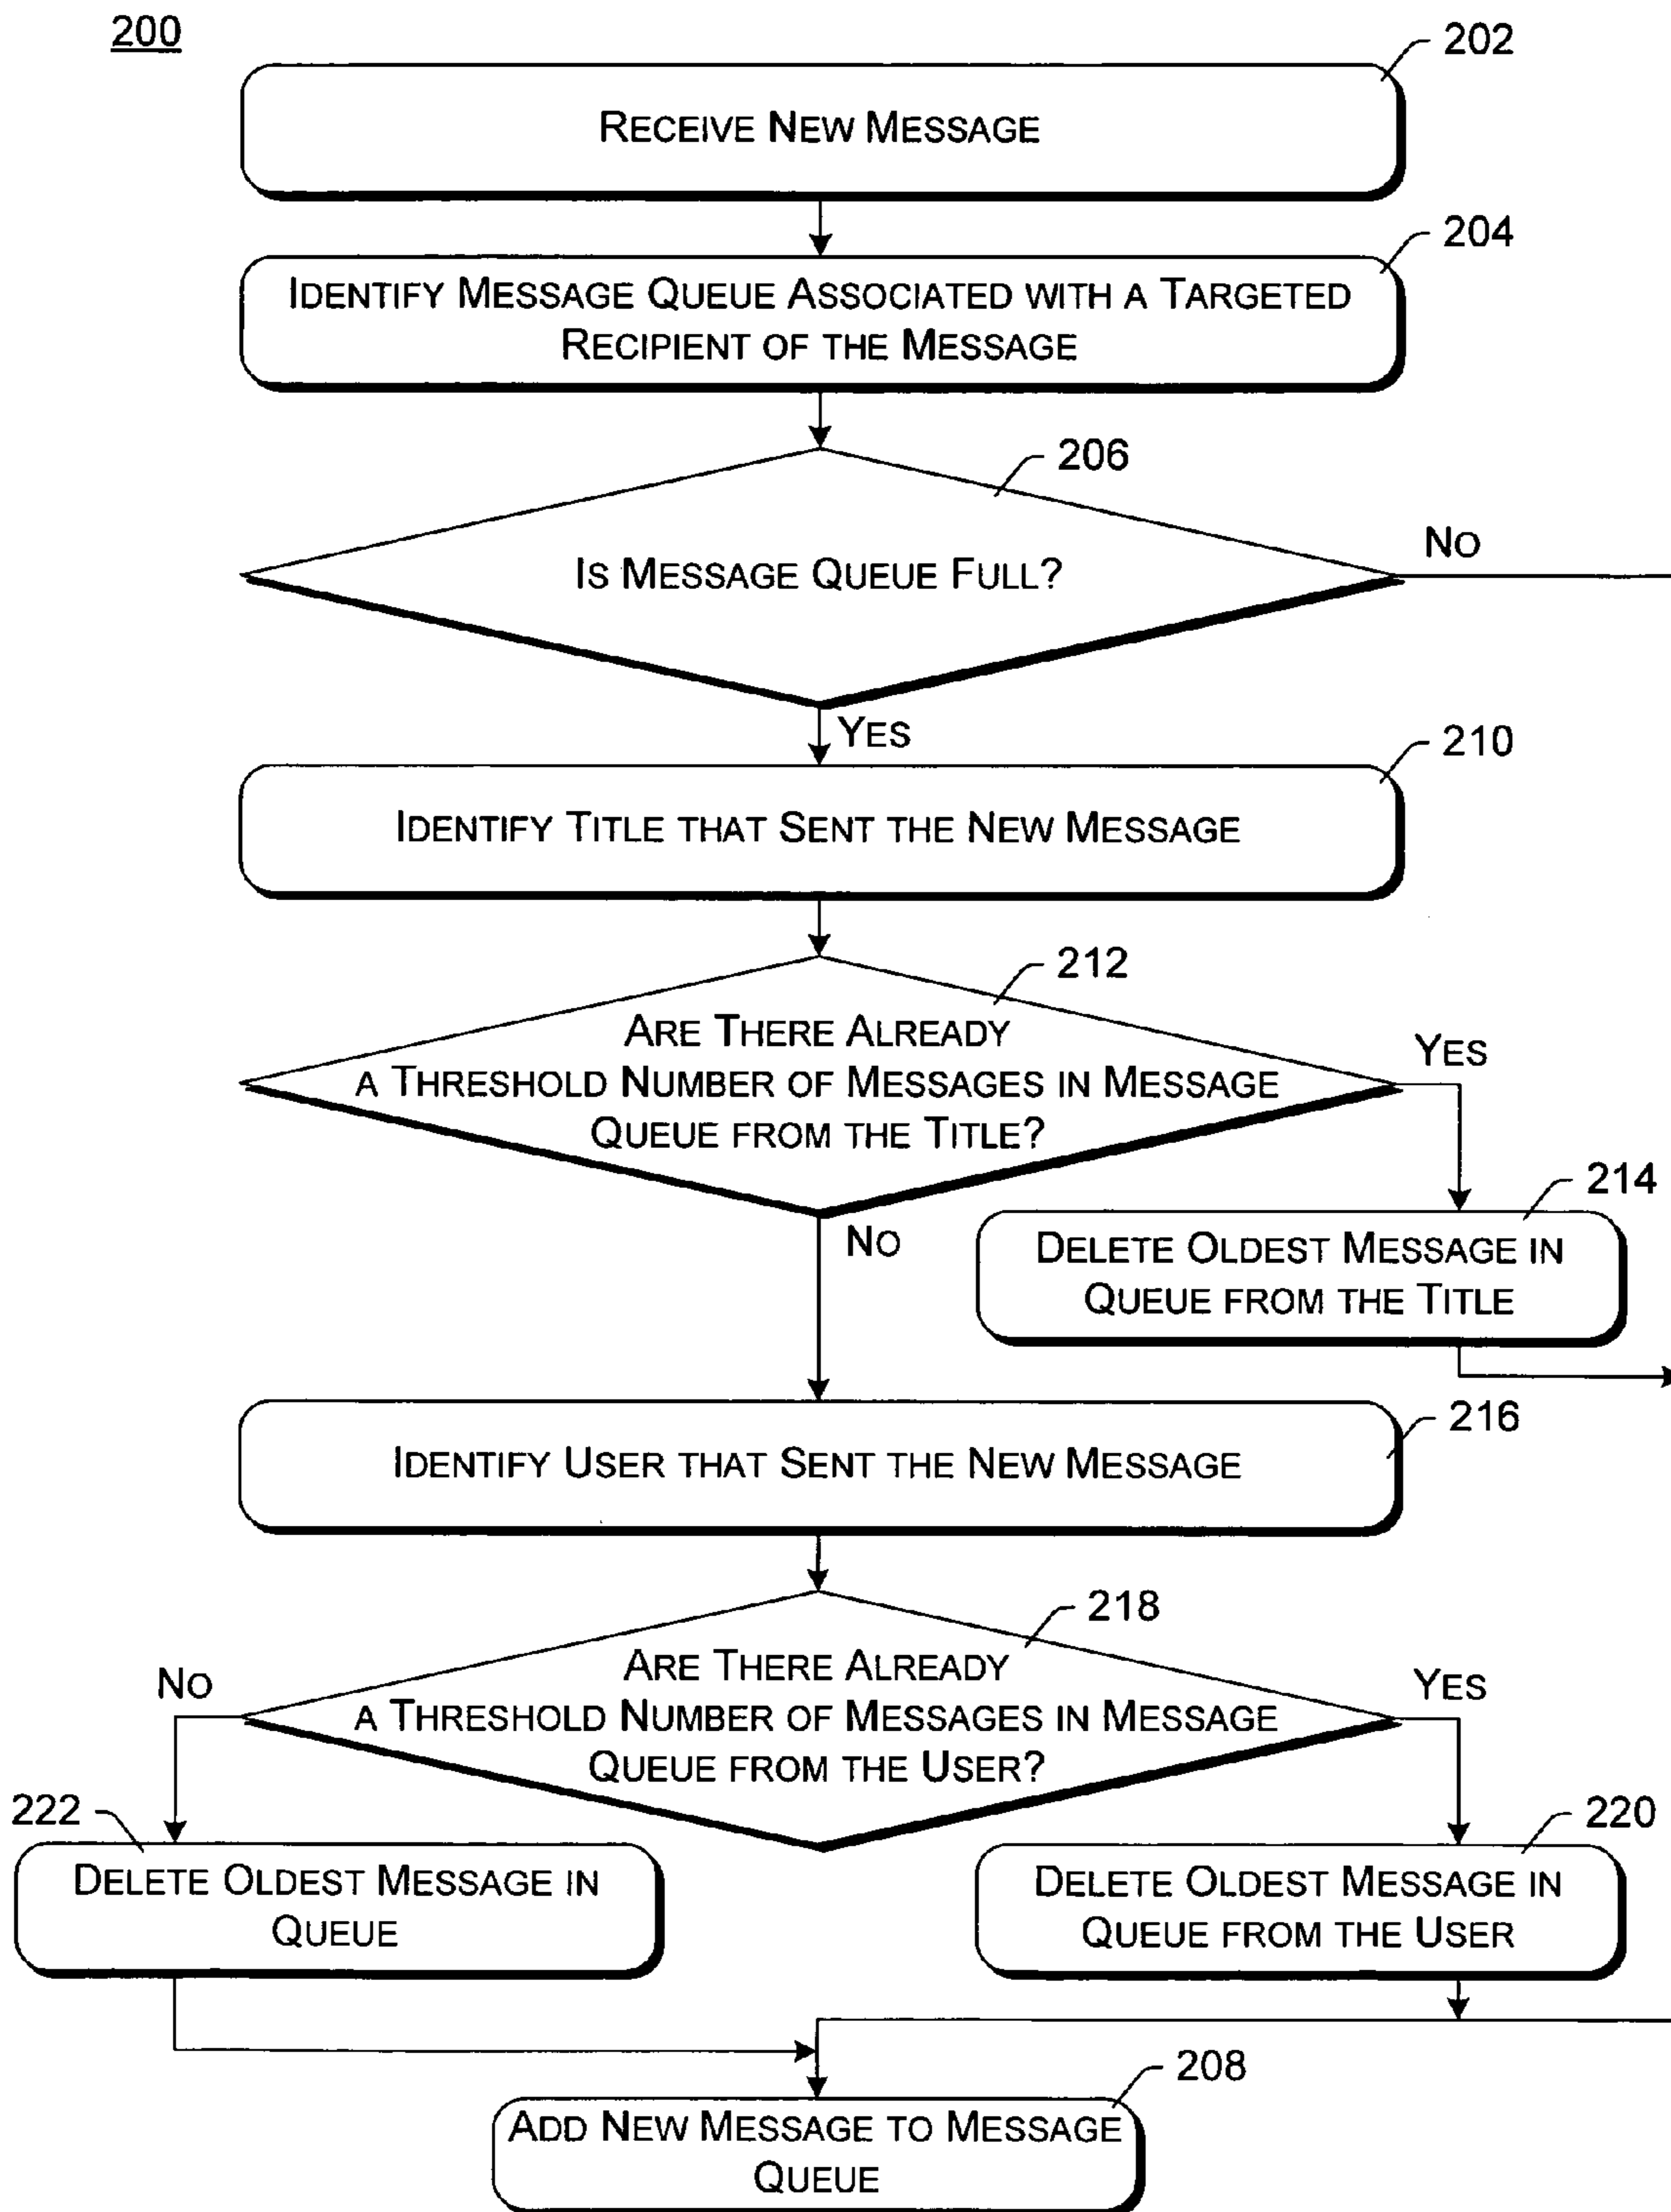 200
202
RECEIVE NEW MESSAGE
204
IDENTIFY MESSAGE QUEUE ASSOCIATED WITH A TARGETED
RECIPIENT OF THE MESSAGE
206
IS MESSAGE QUEUE FULL?
NO
YES
210
IDENTIFY TITLE THAT SENT THE NEW MESSAGE
212
ARE THERE ALREADY
A THRESHOLD NUMBER OF MESSAGES IN MESSAGE
QUEUE FROM THE TITLE?
YES
NO
214
DELETE OLDEST MESSAGE IN
QUEUE FROM THE TITLE
216
IDENTIFY USER THAT SENT THE NEW MESSAGE
218
ARE THERE ALREADY
A THRESHOLD NUMBER OF MESSAGES IN MESSAGE
QUEUE FROM THE USER?
NO
YES
222
DELETE OLDEST MESSAGE IN
QUEUE
220
DELETE OLDEST MESSAGE IN
QUEUE FROM THE USER
208
ADD NEW MESSAGE TO MESSAGE
QUEUE